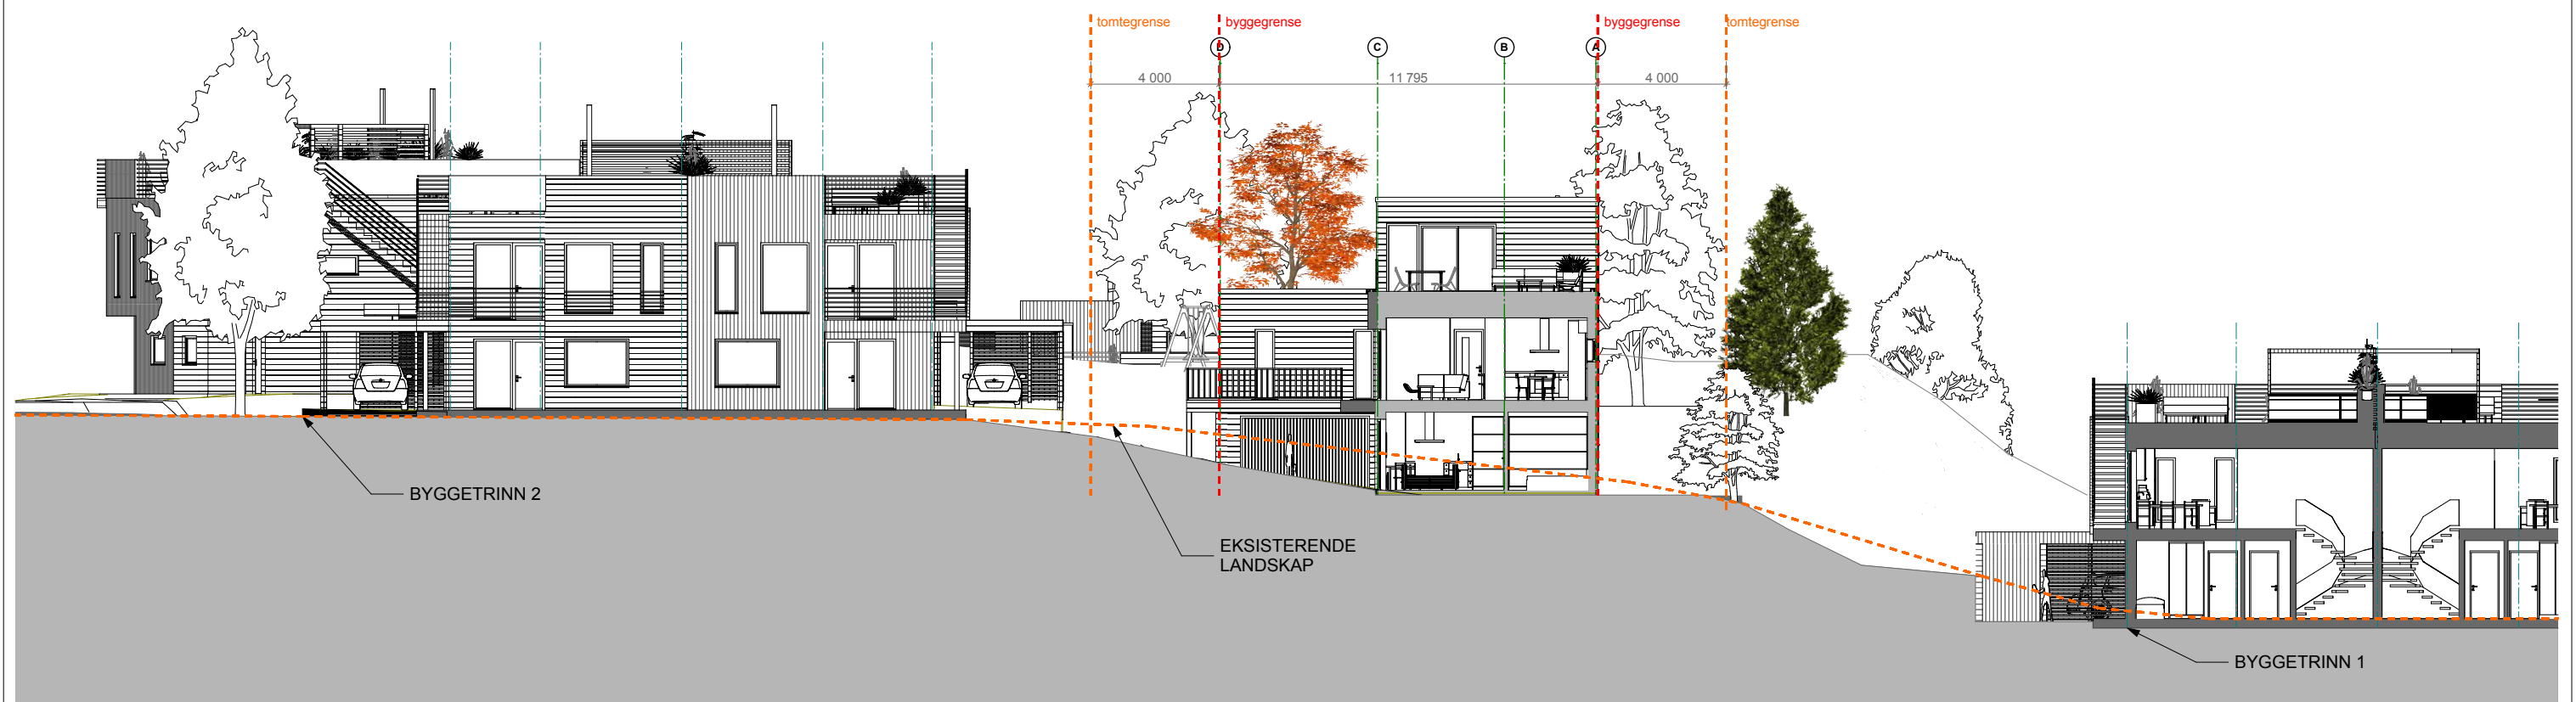 tomtegrense
byggegrense
byggegrense
tomtegrense
D
C
B
A
4 000
11 795
4 000
BYGGETRINN 2
EKSISTERENDE
LANDSKAP
BYGGETRINN 1